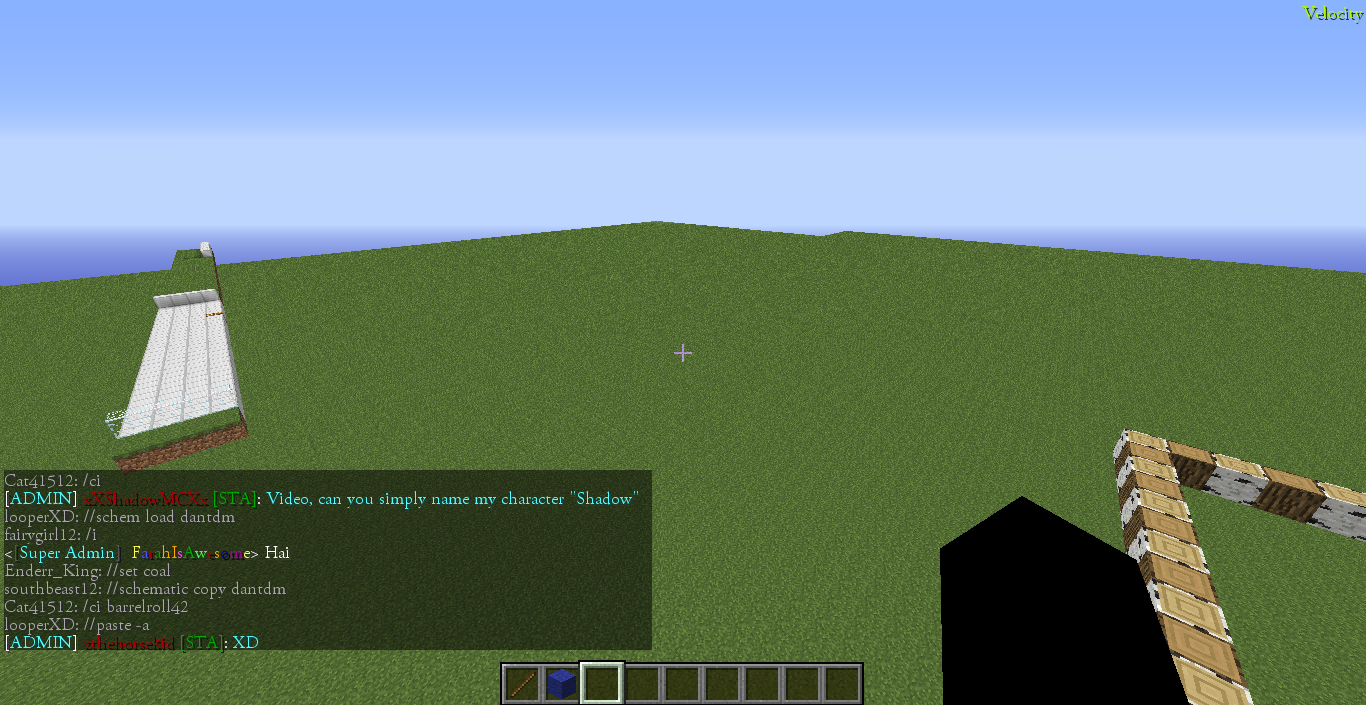 Velocity
Cat41512: /ci
[ADMIN] xXShadowMCXx [STA]: Video, can you simply name my character "Shadow"
looperXD: //schem load dantdm
fairygirl12: /i
<[Super Admin] FarahIsAwesome> Hai
Enderr_King: //set coal
southbeast12: //schematic copy dantdm
Cat41512: /ci barrelroll42
looperXD: //paste -a
[ADMIN] [STA]: XD